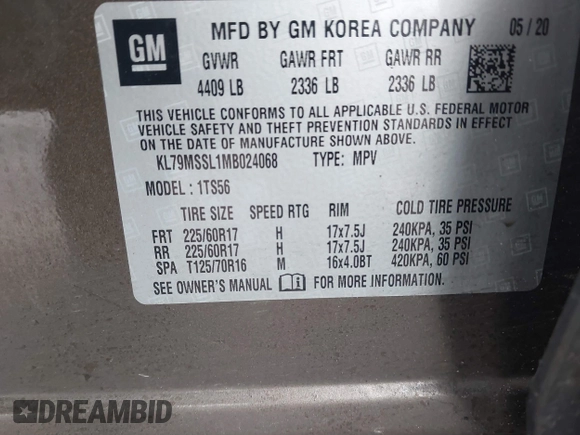 GM
MFD BY GM KOREA COMPANY 05/20
GVWR GAWR FRT GAWR RR
4409 LB 2336 LB 2336 LB
THIS VEHICLE CONFORMS TO ALL APPLICABLE U.S. FEDERAL MOTOR
VEHICLE SAFETY AND THEFT PREVENTION STANDARDS IN EFFECT
ON THE DATE OF MANUFACTURE SHOWN ABOVE.
KL79MSSL1MB024068 TYPE: MPV
MODEL: 1TS56
TIRE SIZE SPEED RTG RIM COLD TIRE PRESSURE
FRT 225/60R17 H 17x7.5J 240KPA, 35 PSI
RR 225/60R17 H 17x7.5J 240KPA, 35 PSI
SPA T125/70R16 M 16x4.0BT 420KPA, 60 PSI
SEE OWNER'S MANUAL FOR MORE INFORMATION.
DREAMBID